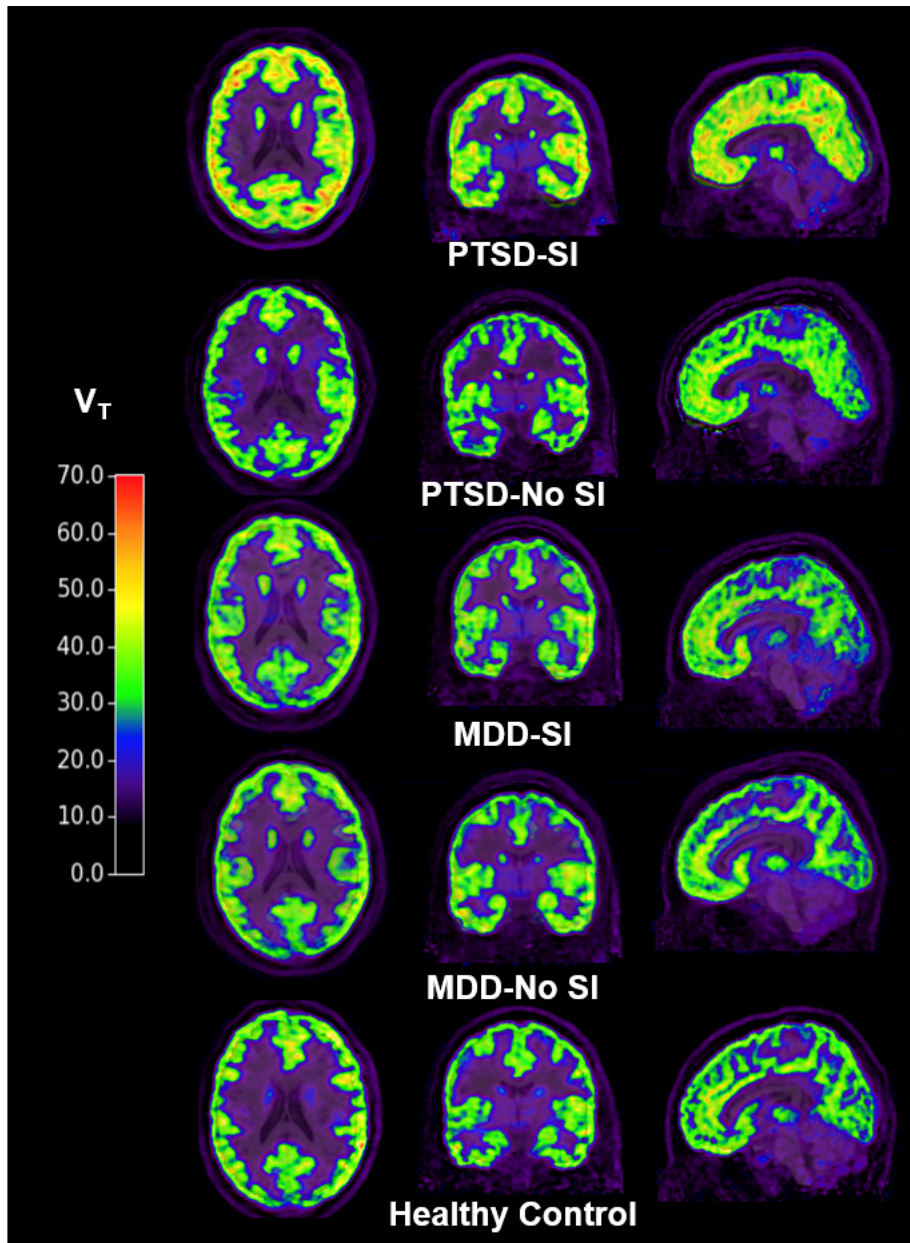 PTSD-SI
PTSD-No SI
VT
70.0
60.0
50.0
40.0
30.0
20.0
10.0
0.0
MDD-SI
MDD-No SI
Healthy Control